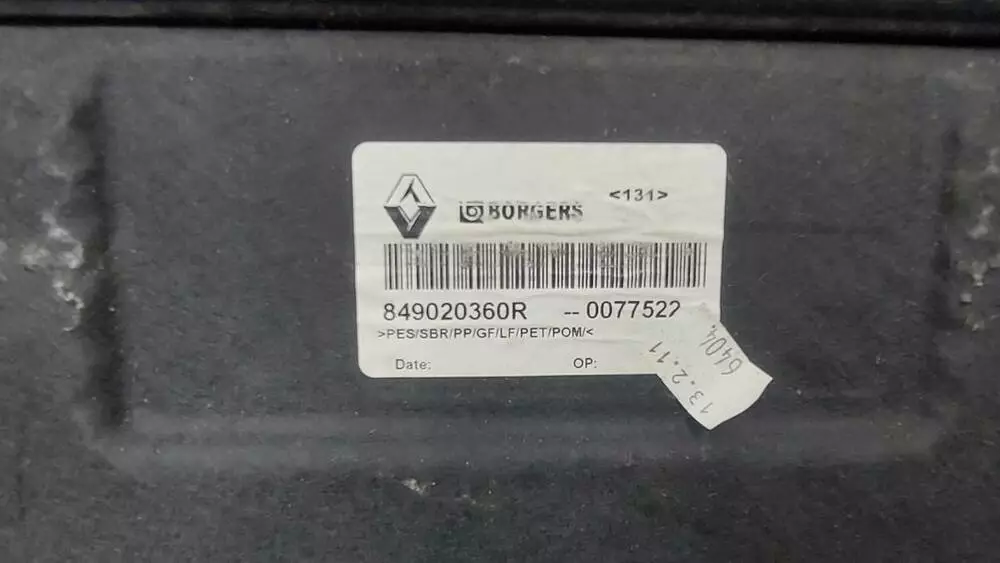 <131>
BORGERS
849020360R --0077522
>PES/SBR/PP/GF/LF/PET/POM/<
Date: OP:
13.2.11
6404.